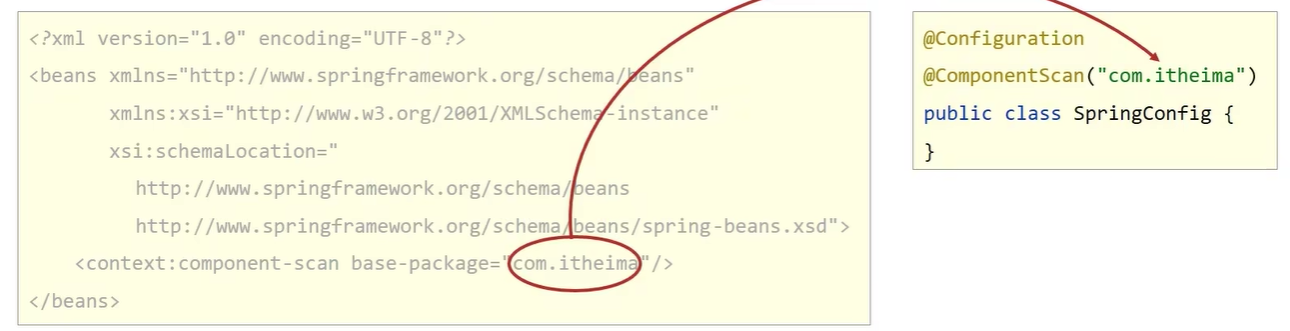 <?xml version="1.0" encoding="UTF-8"?>
<beans xmlns="http://www.springframework.org/schema/beans"
xmlns:xsi="http://www.w3.org/2001/XMLSchema-instance"
xsi:schemaLocation="
http://www.springframework.org/schema/beans
http://www.springframework.org/schema/beans/spring-beans.xsd">
<context:component-scan base-package="com.itheima"/>
</beans>
@Configuration
@ComponentScan("com.itheima")
public class SpringConfig {
}